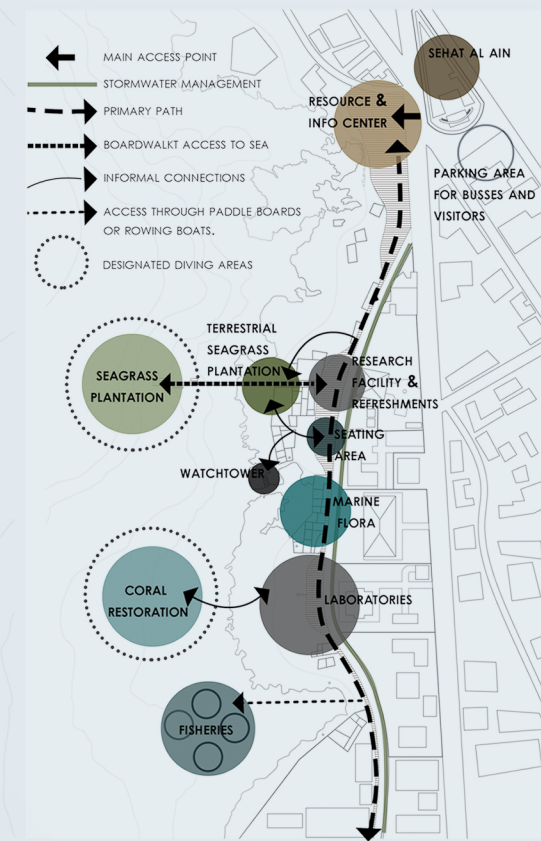 MAIN ACCESS POINT
STORMWATER MANAGEMENT
PRIMARY PATH
BOARDWALKT ACCESS TO SEA
INFORMAL CONNECTIONS
ACCESS THROUGH PADDLE BOARDS
OR ROWING BOATS.
DESIGNATED DIVING AREAS
SEHAT AL AIN
RESOURCE &
INFO CENTER
PARKING AREA
FOR BUSSES AND
VISITORS
TERRESTRIAL
SEAGRASS
PLANTATION
SEAGRASS
PLANTATION
RESEARCH
FACILITY &
REFRESHMENTS
SEATING
AREA
WATCHTOWER
MARINE
FLORA
CORAL
RESTORATION
LABORATORIES
FISHERIES